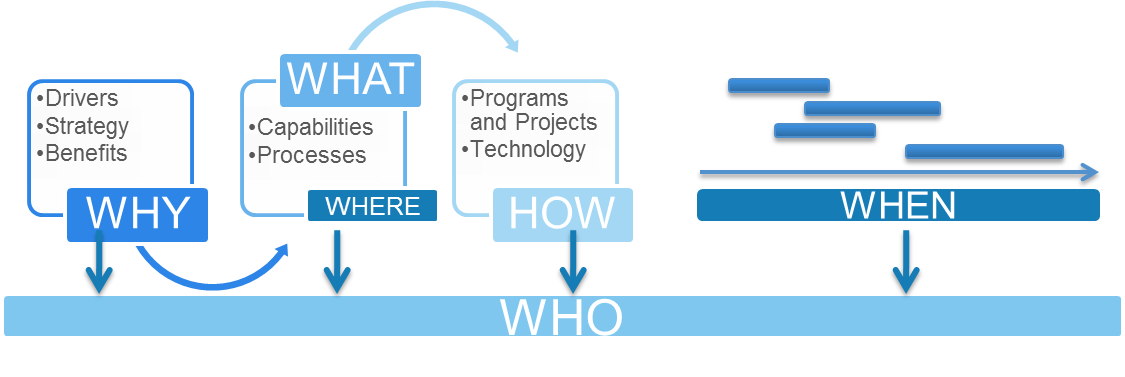 •Drivers
•Strategy
•Benefits
WHY
WHAT
•Capabilities
•Processes
WHERE
•Programs
and Projects
•Technology
HOW
WHEN
WHO